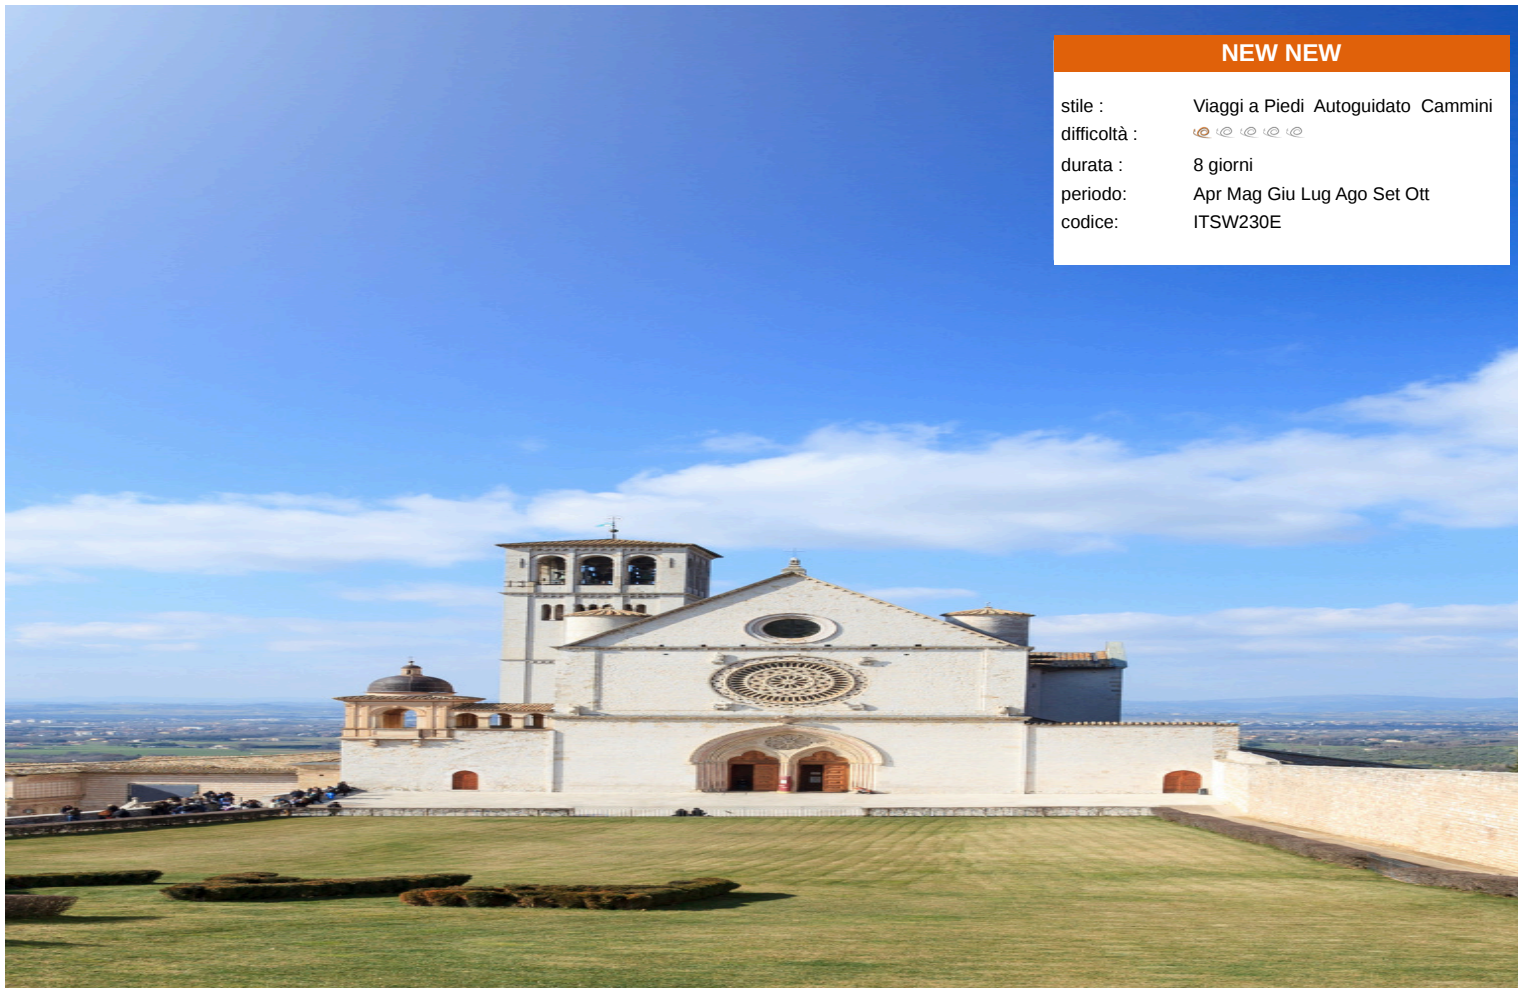 NEW NEW
stile : Viaggi a Piedi Autoguidato Cammini
difficoltà :
durata : 8 giorni
periodo: Apr Mag Giu Lug Ago Set Ott
codice: ITSW230E